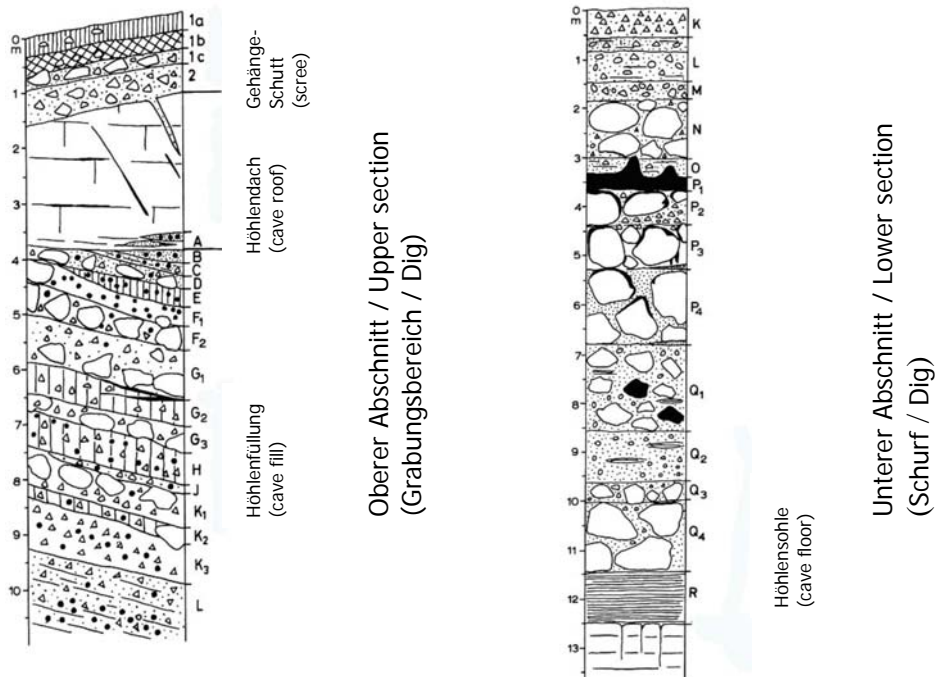 0
m
1
2
3
4
5
6
7
8
9
10
1a
1b
1c
2
A
B
C
D
E
F1
F2
G1
G2
G3
H
J
K1
K2
K3
L
Gehänge-
Schutt
(scree)
Höhlendach
(cave roof)
Höhlenfüllung
(cave fill)
Oberer Abschnitt / Upper section
(Grabungsbereich / Dig)
0
m
1
2
3
4
5
6
7
8
9
10
11
12
13
K
L
M
N
O
P1
P2
P3
P4
Q1
Q2
Q3
Q4
R
Höhlensohle
(cave floor)
Unterer Abschnitt / Lower section
(Schurf / Dig)